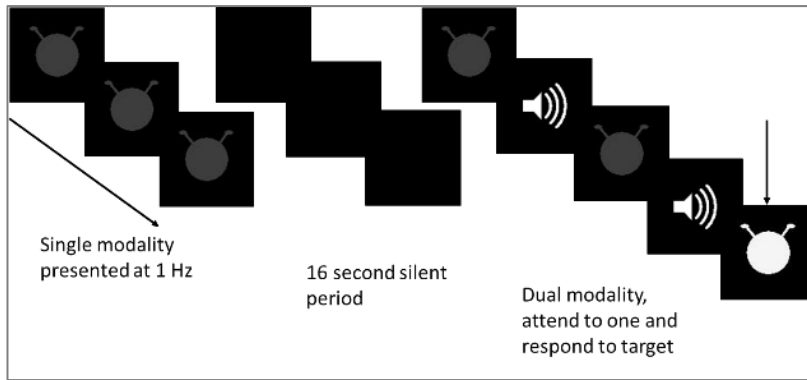 Single modality
presented at 1 Hz
16 second silent
period
Dual modality,
attend to one and
respond to target